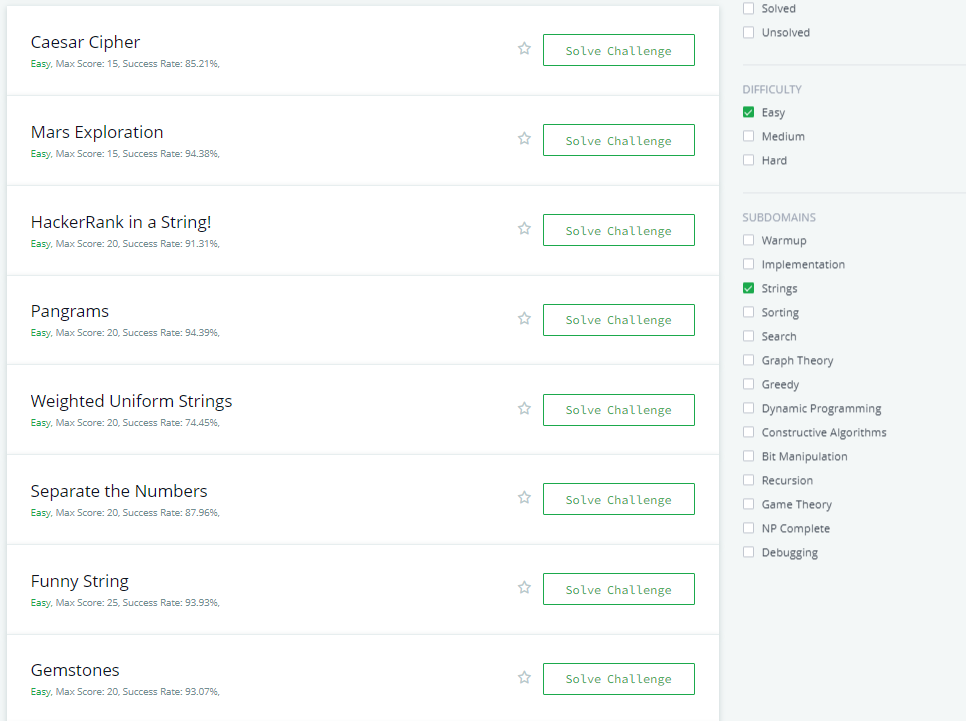 Caesar Cipher
Easy, Max Score: 15, Success Rate: 85.21%,
Solve Challenge
Mars Exploration
Easy, Max Score: 15, Success Rate: 94.38%,
Solve Challenge
HackerRank in a String!
Easy, Max Score: 20, Success Rate: 91.31%,
Solve Challenge
Pangrams
Easy, Max Score: 20, Success Rate: 94.39%,
Solve Challenge
Weighted Uniform Strings
Easy, Max Score: 20, Success Rate: 74.45%,
Solve Challenge
Separate the Numbers
Easy, Max Score: 20, Success Rate: 87.96%,
Solve Challenge
Funny String
Easy, Max Score: 25, Success Rate: 93.93%,
Solve Challenge
Gemstones
Easy, Max Score: 20, Success Rate: 93.07%,
Solve Challenge
Solved
Unsolved
DIFFICULTY
Easy
Medium
Hard
SUBDOMAINS
Warmup
Implementation
Strings
Sorting
Search
Graph Theory
Greedy
Dynamic Programming
Constructive Algorithms
Bit Manipulation
Recursion
Game Theory
NP Complete
Debugging